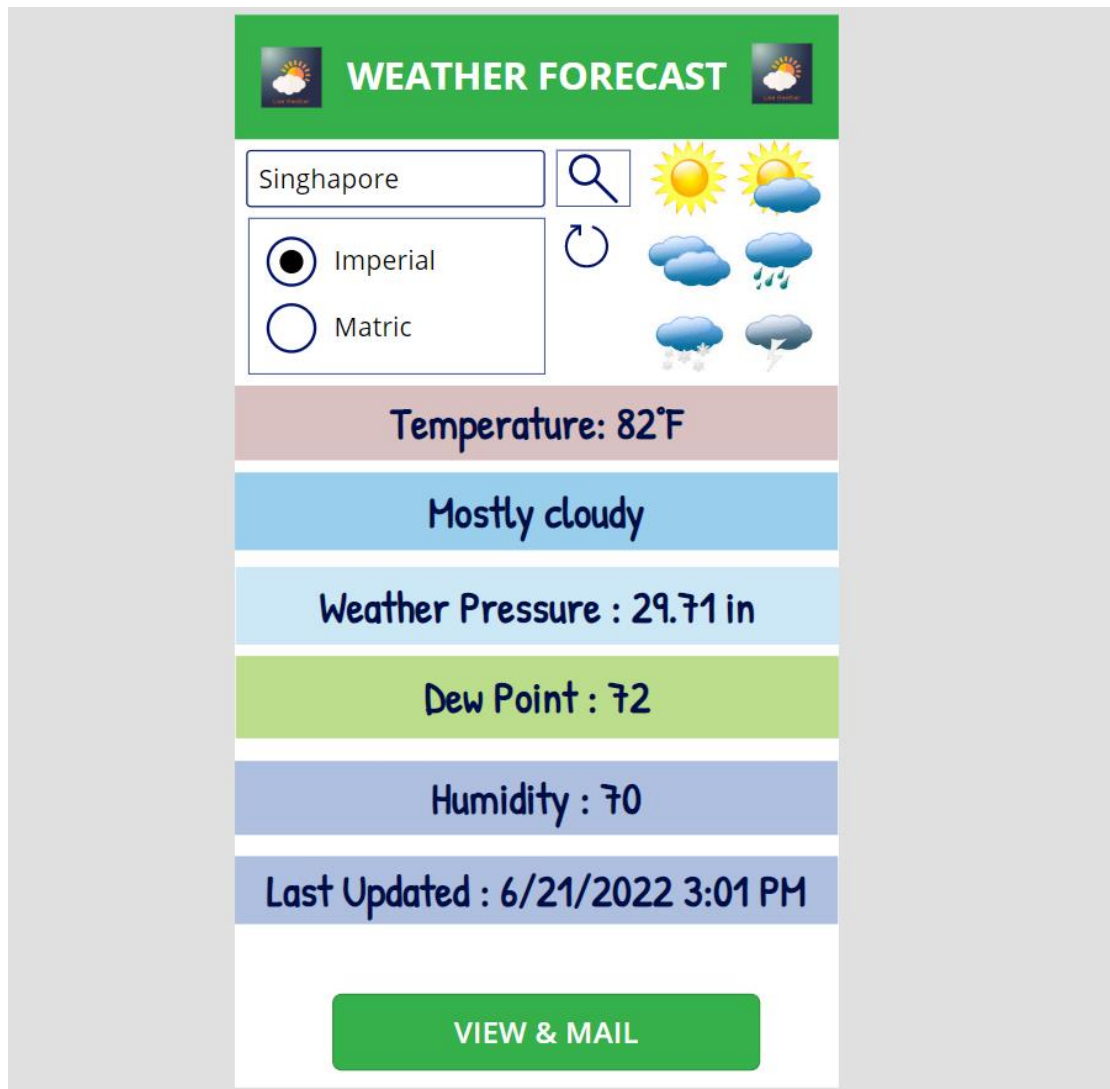 WEATHER FORECAST
Singhapore
Imperial
Matric
Temperature: 82°F
Mostly cloudy
Weather Pressure : 29.71 in
Dew Point : 72
Humidity : 70
Last Updated : 6/21/2022 3:01 PM
VIEW & MAIL